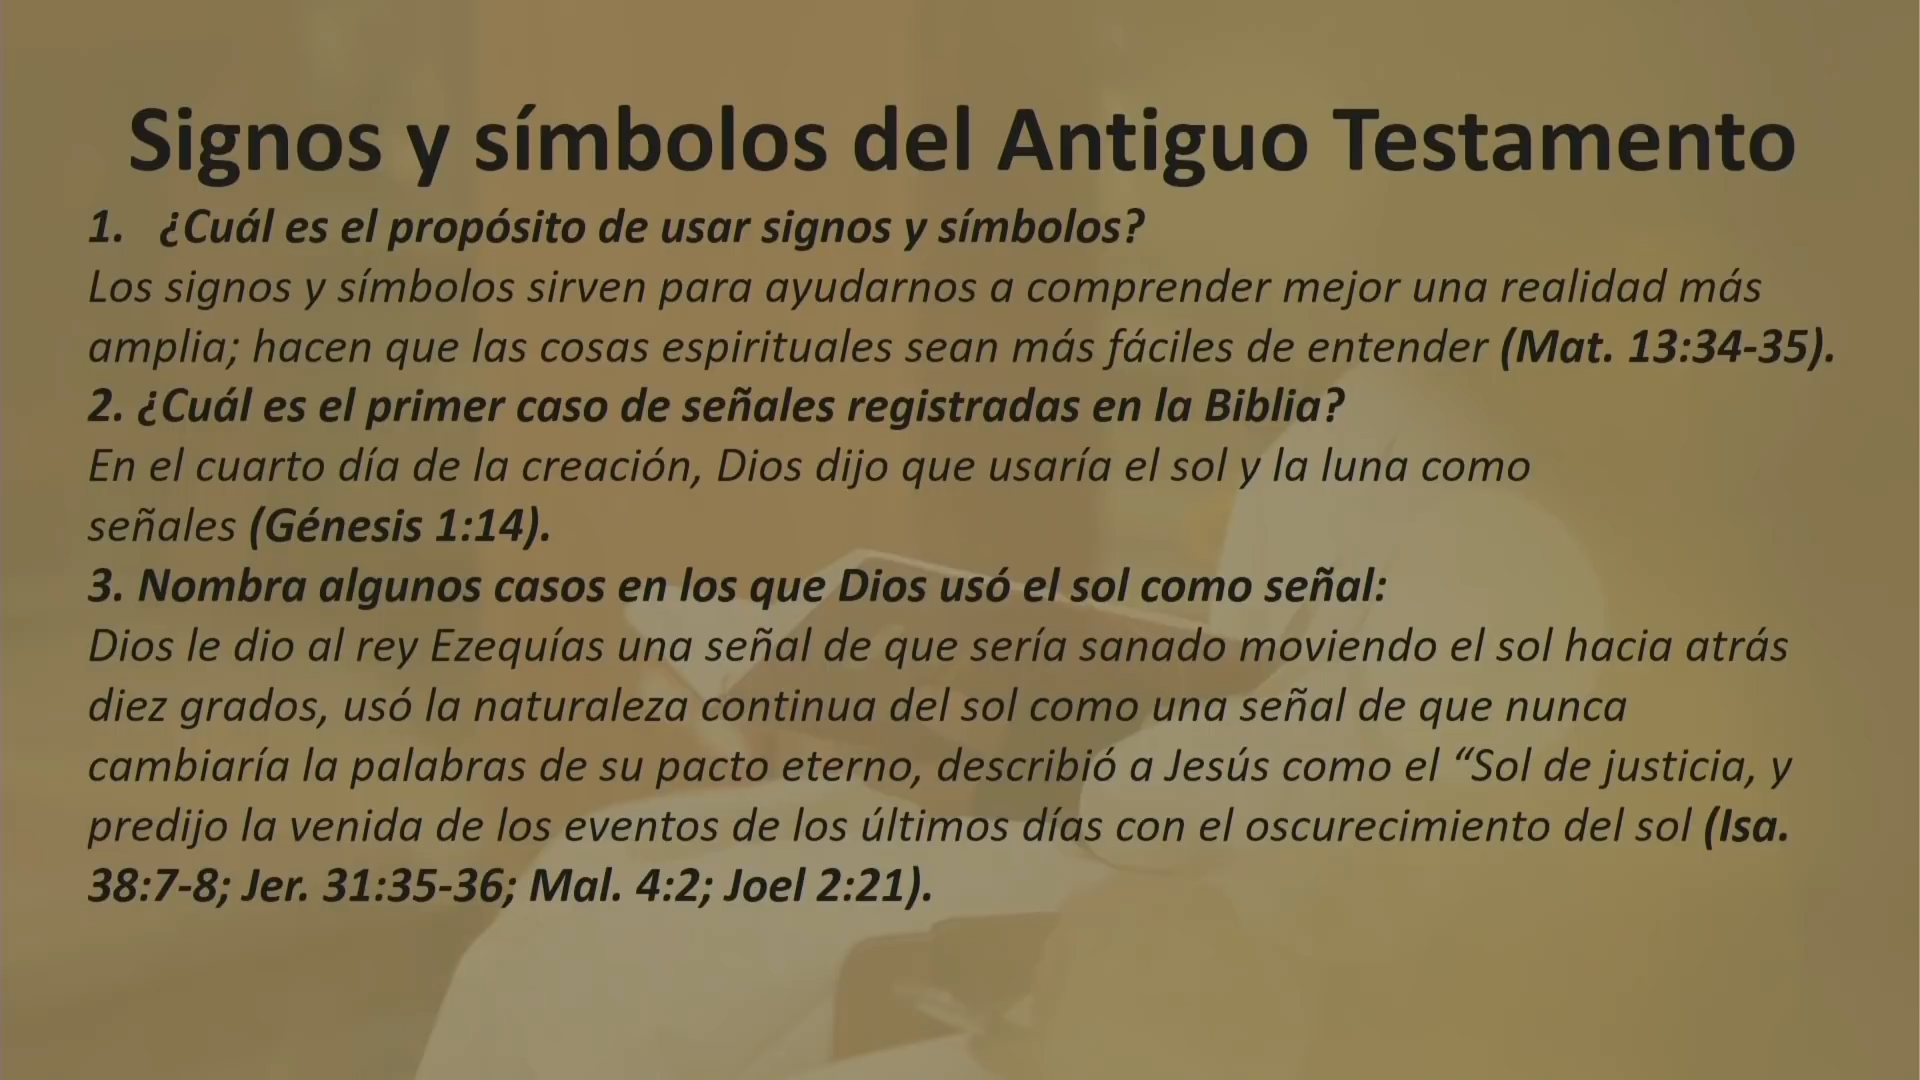 Signos y símbolos del Antiguo Testamento
1. ¿Cuál es el propósito de usar signos y símbolos?
Los signos y símbolos sirven para ayudarnos a comprender mejor una realidad más
amplia; hacen que las cosas espirituales sean más fáciles de entender (Mat. 13:34-35).
2. ¿Cuál es el primer caso de señales registradas en la Biblia?
En el cuarto día de la creación, Dios dijo que usaría el sol y la luna como
señales (Génesis 1:14).
3. Nombra algunos casos en los que Dios usó el sol como señal:
Dios le dio al rey Ezequías una señal de que sería sanado moviendo el sol hacia atrás
diez grados, usó la naturaleza continua del sol como una señal de que nunca
cambiaría la palabras de su pacto eterno, describió a Jesús como el “Sol de justicia, y
predijo la venida de los eventos de los últimos días con el oscurecimiento del sol (Isa.
38:7-8; Jer. 31:35-36; Mal. 4:2; Joel 2:21).